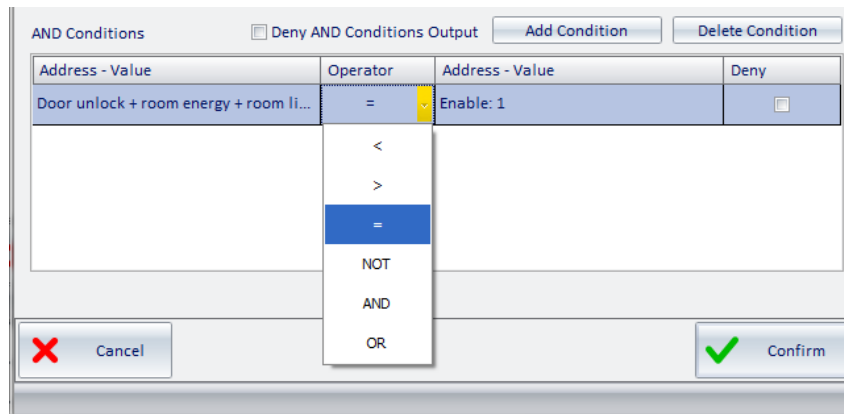 AND Conditions Deny AND Conditions Output Add Condition Delete Condition
Address - Value Operator Address - Value Deny
Door unlock + room energy + room li... = Enable: 1
<
>
=
NOT
AND
OR
Cancel Confirm